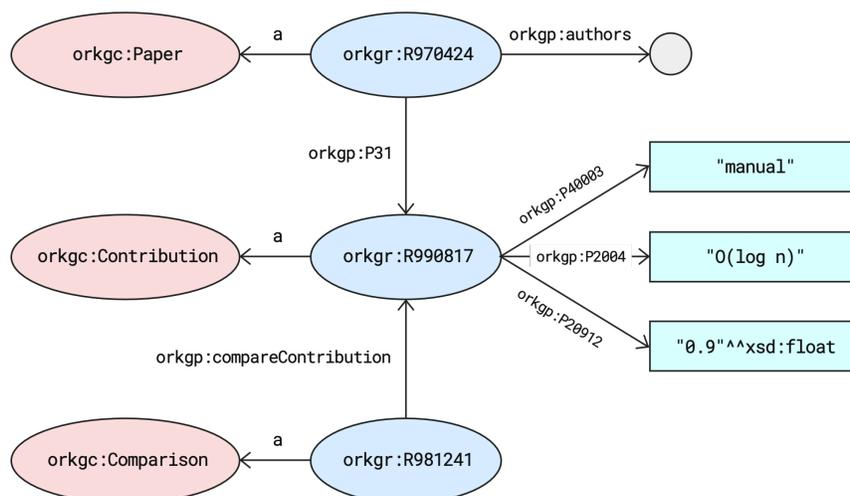 orkgc:Paper
a
orkgr:R970424
orkgp:authors
orkgp:P31
orkgp:P40003
"manual"
orkgc:Contribution
a
orkgr:R990817
orkgp:P2004
"O(log n)"
orkgp:P20912
"0.9"^^xsd:float
orkgp:compareContribution
orkgc:Comparison
a
orkgr:R981241